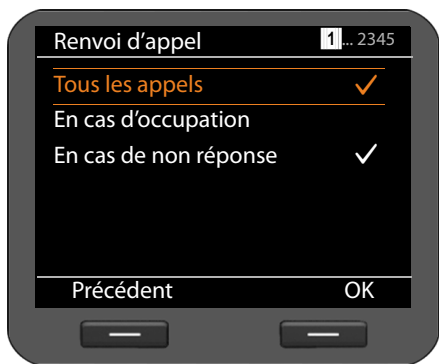 Renvoi d'appel 1 ... 2345
Tous les appels ✓
En cas d’occupation
En cas de non réponse ✓
Précédent OK